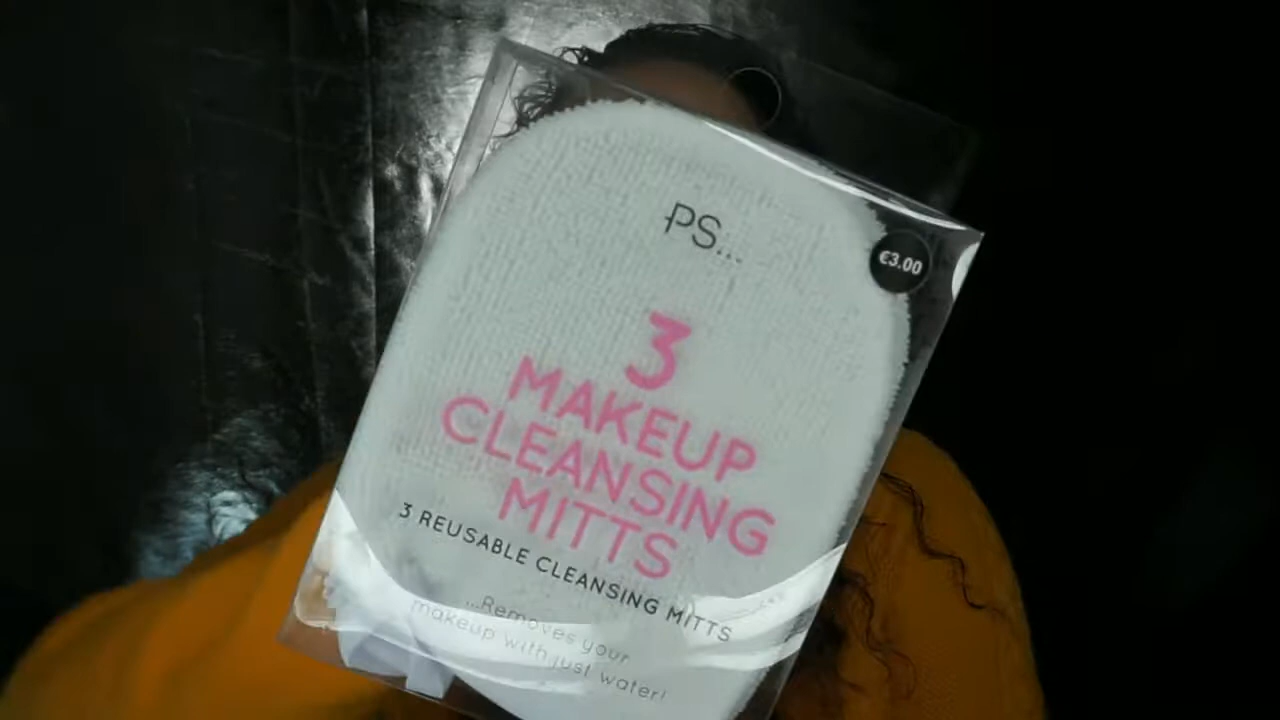 PS...
€3.00
3
MAKEUP
CLEANSING
MITTS
3 REUSABLE CLEANSING MITTS
...Removes your
makeup with just water!